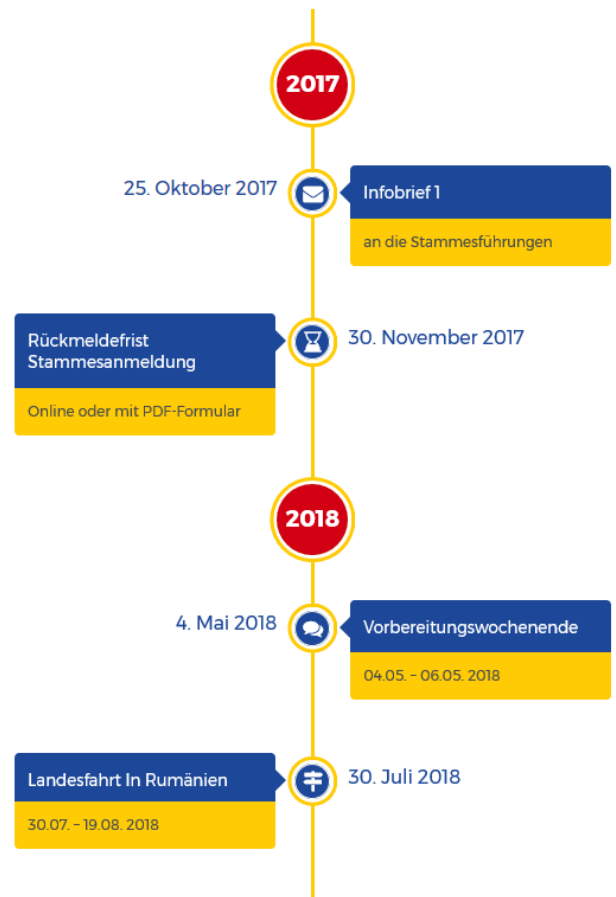 2017
25. Oktober 2017
Infobrief 1
an die Stammesführungen
30. November 2017
Rückmeldefrist
Stammesanmeldung
Online oder mit PDF-Formular
2018
4. Mai 2018
Vorbereitungswochenende
04.05. – 06.05. 2018
30. Juli 2018
Landesfahrt In Rumänien
30.07. – 19.08. 2018